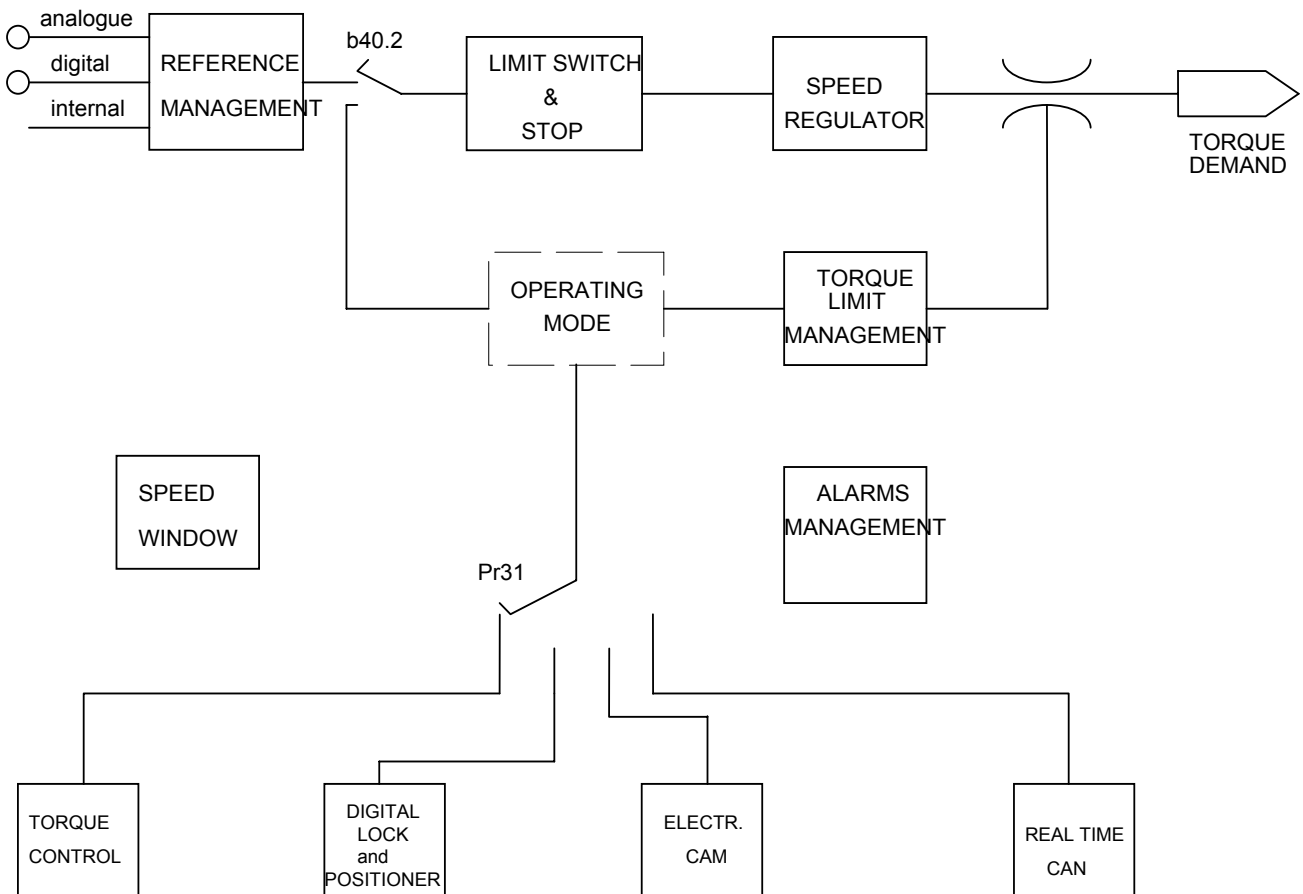 analogue
digital
internal
REFERENCE
MANAGEMENT
b40.2
LIMIT SWITCH
&
STOP
SPEED
REGULATOR
TORQUE
DEMAND
OPERATING
MODE
TORQUE
LIMIT
MANAGEMENT
SPEED
WINDOW
ALARMS
MANAGEMENT
Pr31
TORQUE
CONTROL
DIGITAL
LOCK
and
POSITIONER
ELECTR.
CAM
REAL TIME
CAN